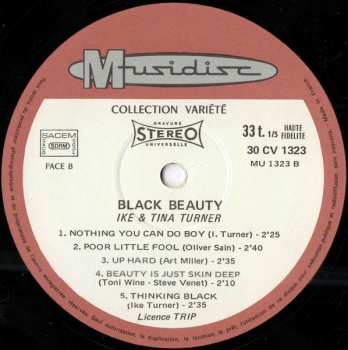 Musidisc
COLLECTION VARIÉTÉ
SACEM
SDRM
GRAVURE
STEREO
UNIVERSELLE
33 t. 1/3 HAUTE FIDELITE
30 CV 1323
MU 1323 B
FACE B
BLACK BEAUTY
IKE & TINA TURNER
1. NOTHING YOU CAN DO BOY (I. Turner) - 2'25
2. POOR LITTLE FOOL (Oliver Sain) - 2'40
3. UP HARD (Art Miller) - 2'35
4. BEAUTY IS JUST SKIN DEEP
(Toni Wine - Steve Venet) - 2'10
5. THINKING BLACK
(Ike Turner) - 2'35
Licence TRIP
Made in France